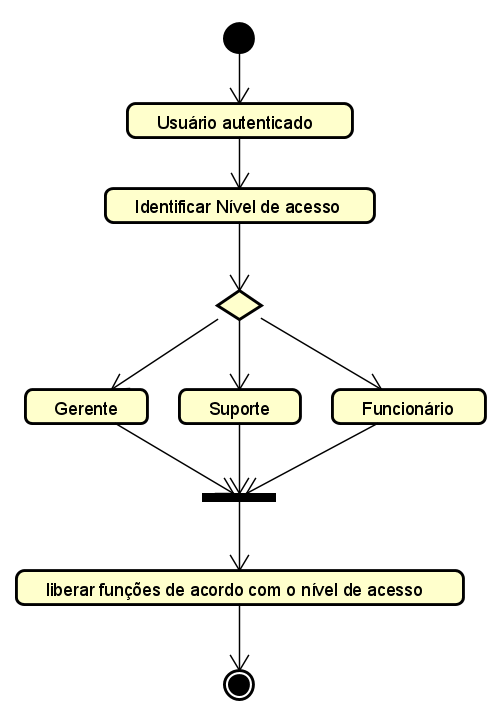 Usuário autenticado
Identificar Nível de acesso
Gerente
Suporte
Funcionário
liberar funções de acordo com o nível de acesso